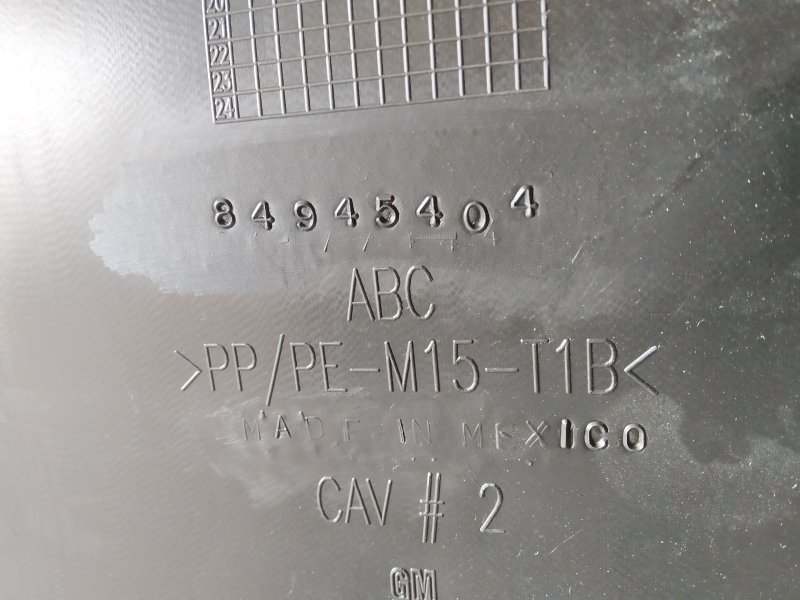 20
21
22
23
24
84945404
ABC
>PP/PE-M15-T1B<
MADE IN MEXICO
CAV # 2
GM